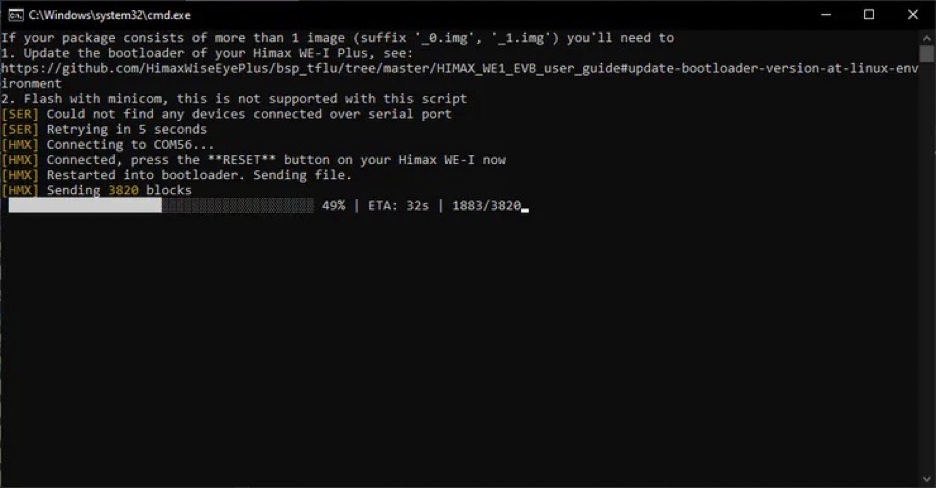 C:\Windows\system32\cmd.exe
If your package consists of more than 1 image (suffix '_0.img', '_1.img') you'll need to
1. Update the bootloader of your Himax WE-I Plus, see:
https://github.com/HimaxWiseEyePlus/bsp_tflu/tree/master/HIMAX_WE1_EVB_user_guide#update-bootloader-version-at-linux-env
ironment
2. Flash with minicom, this is not supported with this script
[SER] Could not find any devices connected over serial port
[SER] Retrying in 5 seconds
[HMX] Connecting to COM56...
[HMX] Connected, press the **RESET** button on your Himax WE-I now
[HMX] Restarted into bootloader. Sending file.
[HMX] Sending 3820 blocks
49% | ETA: 32s | 1883/3820